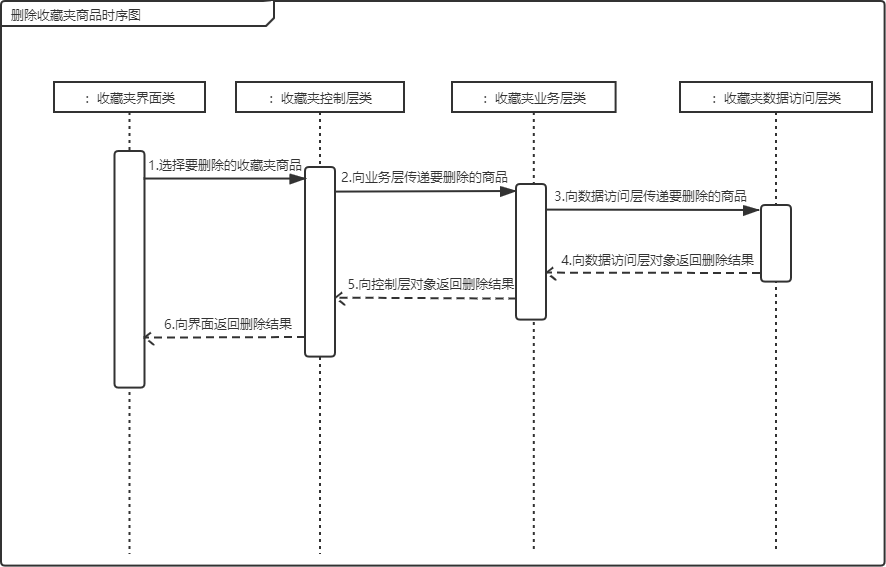 删除收藏夹商品时序图
：收藏夹界面类
：收藏夹控制层类
：收藏夹业务层类
：收藏夹数据访问层类
1.选择要删除的收藏夹商品
2.向业务层传递要删除的商品
3.向数据访问层传递要删除的商品
4.向数据访问层对象返回删除结果
5.向控制层对象返回删除结果
6.向界面返回删除结果